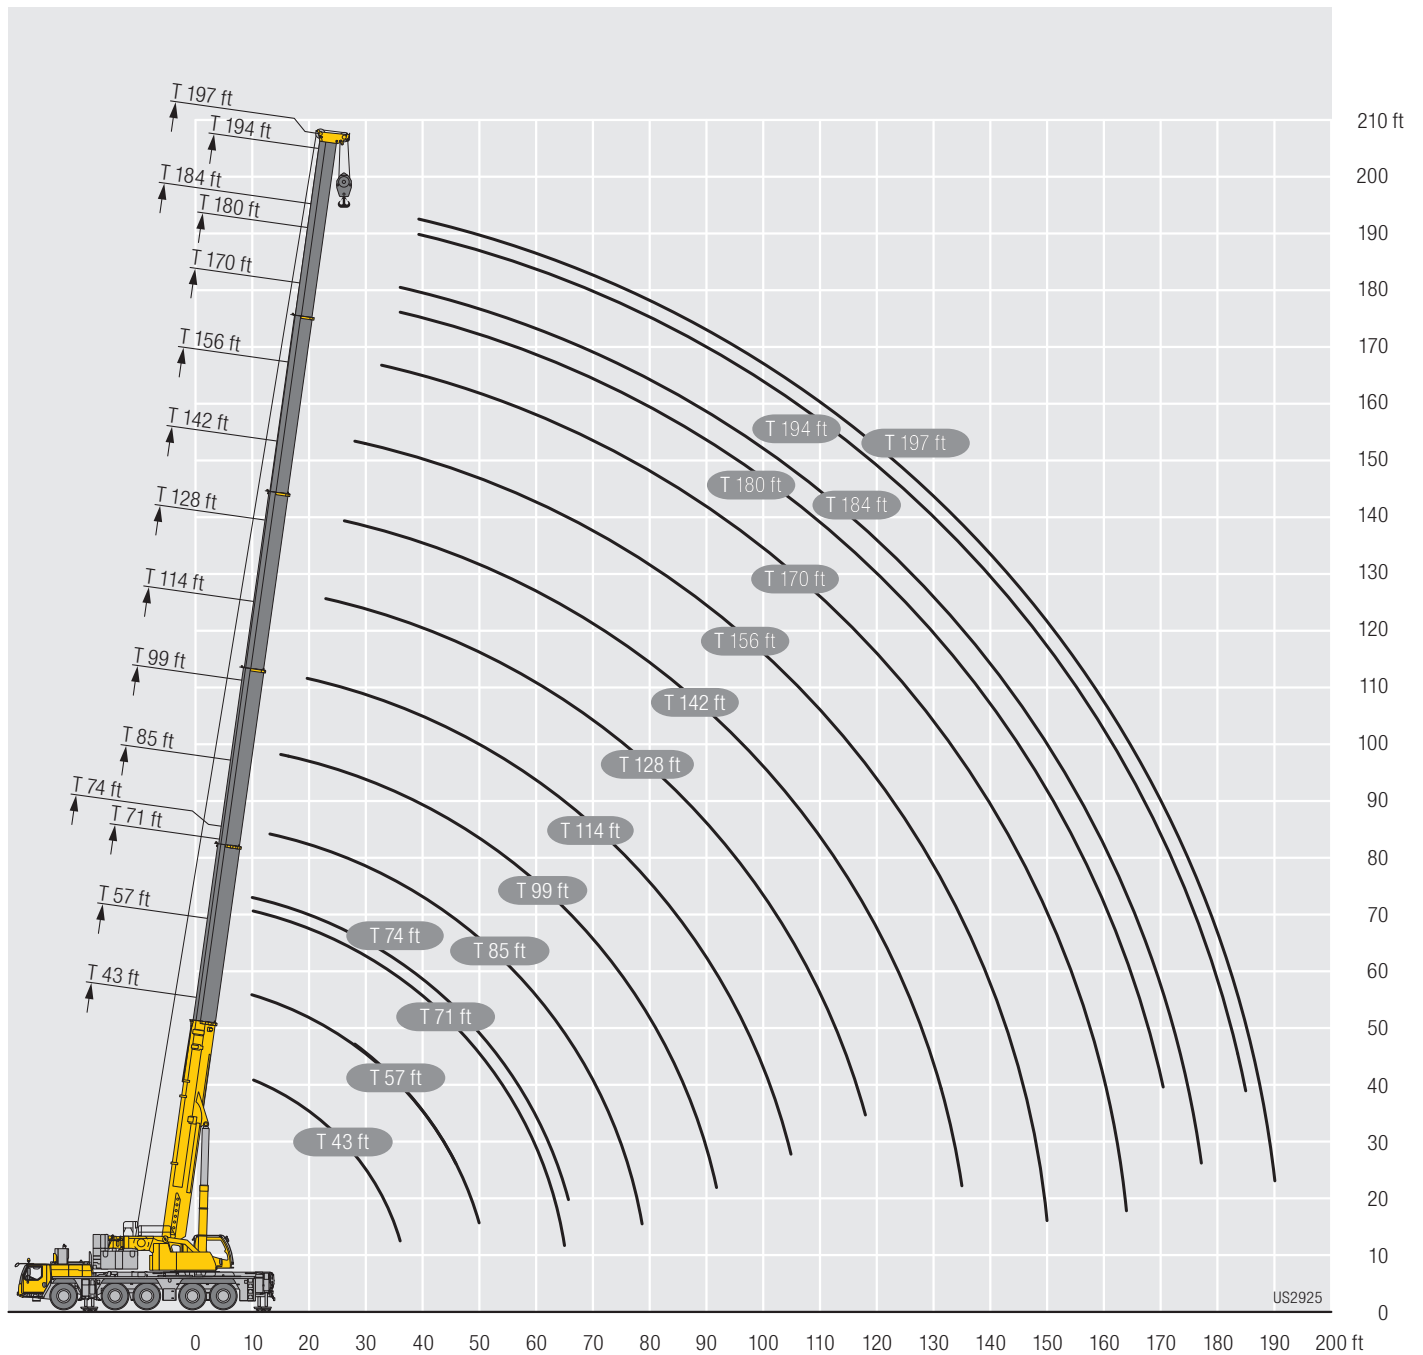 T 197 ft
T 194 ft
T 184 ft
T 180 ft
T 170 ft
T 156 ft
T 142 ft
T 128 ft
T 114 ft
T 99 ft
T 85 ft
T 74 ft
T 71 ft
T 57 ft
T 43 ft
T 194 ft
T 197 ft
T 180 ft
T 184 ft
T 170 ft
T 156 ft
T 142 ft
T 128 ft
T 114 ft
T 99 ft
T 74 ft
T 85 ft
T 71 ft
T 57 ft
T 43 ft
210 ft
200
190
180
170
160
150
140
130
120
110
100
90
80
70
60
50
40
30
20
10
0
US2925
0 10 20 30 40 50 60 70 80 90 100 110 120 130 140 150 160 170 180 190 200 ft